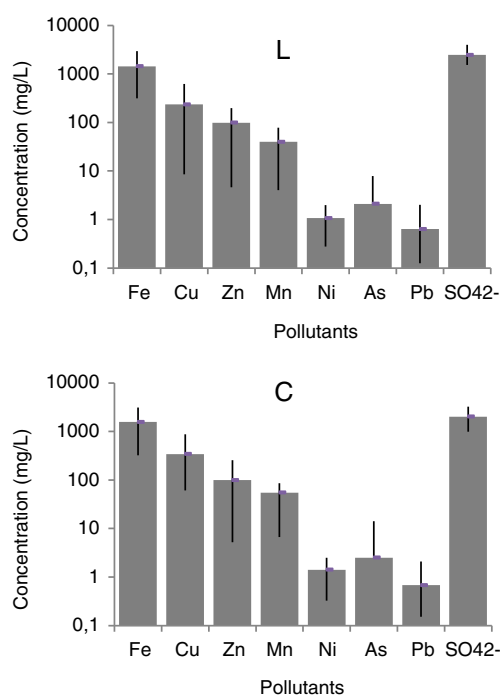 L
Concentration (mg/L)
10000
1000
100
10
1
0,1
Fe Cu Zn Mn Ni As Pb SO42-
Pollutants
C
Concentration (mg/L)
10000
1000
100
10
1
0,1
Fe Cu Zn Mn Ni As Pb SO42-
Pollutants